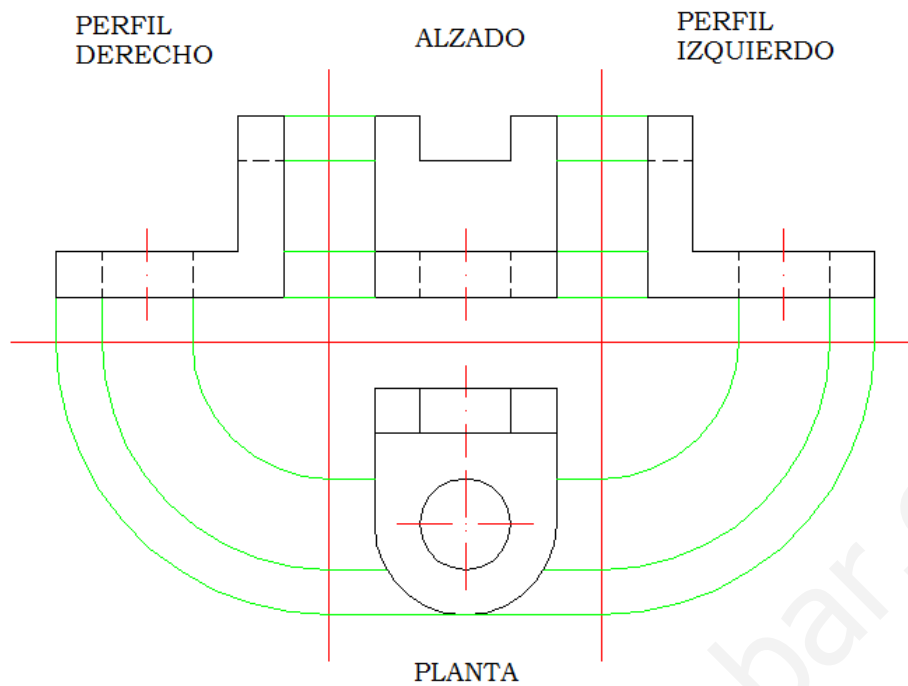 PERFIL
DERECHO
ALZADO
PERFIL
IZQUIERDO
PLANTA